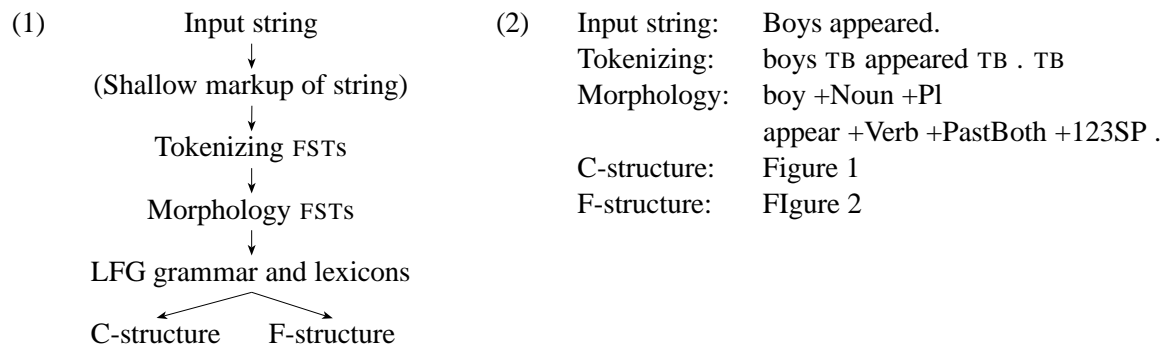 (1)
Input string
(Shallow markup of string)
Tokenizing FSTs
Morphology FSTs
LFG grammar and lexicons
C-structure F-structure
(2) Input string: Boys appeared.
Tokenizing: boys TB appeared TB . TB
Morphology: boy +Noun +Pl
appear +Verb +PastBoth +123SP .
C-structure: Figure 1
F-structure: FIgure 2